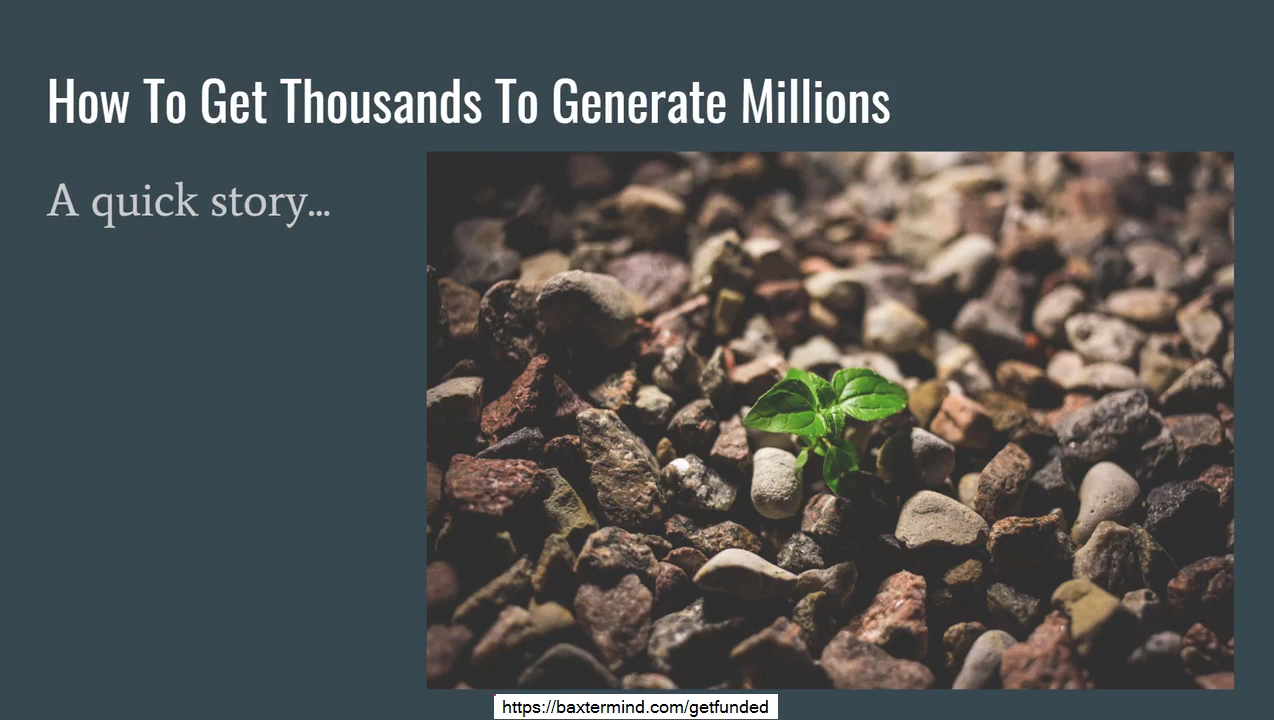 How To Get Thousands To Generate Millions
A quick story...
https://baxtermind.com/getfunded